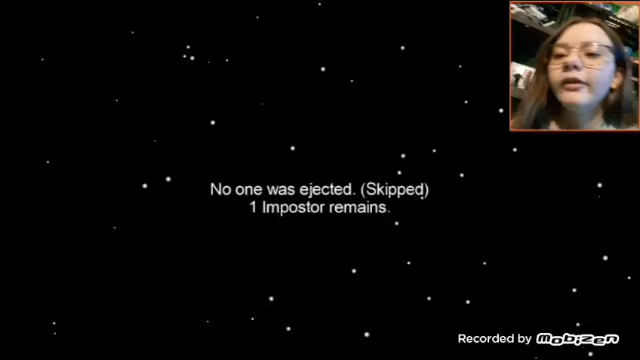 No one was ejected. (Skipped)
1 Impostor remains.
Recorded by Mobizen